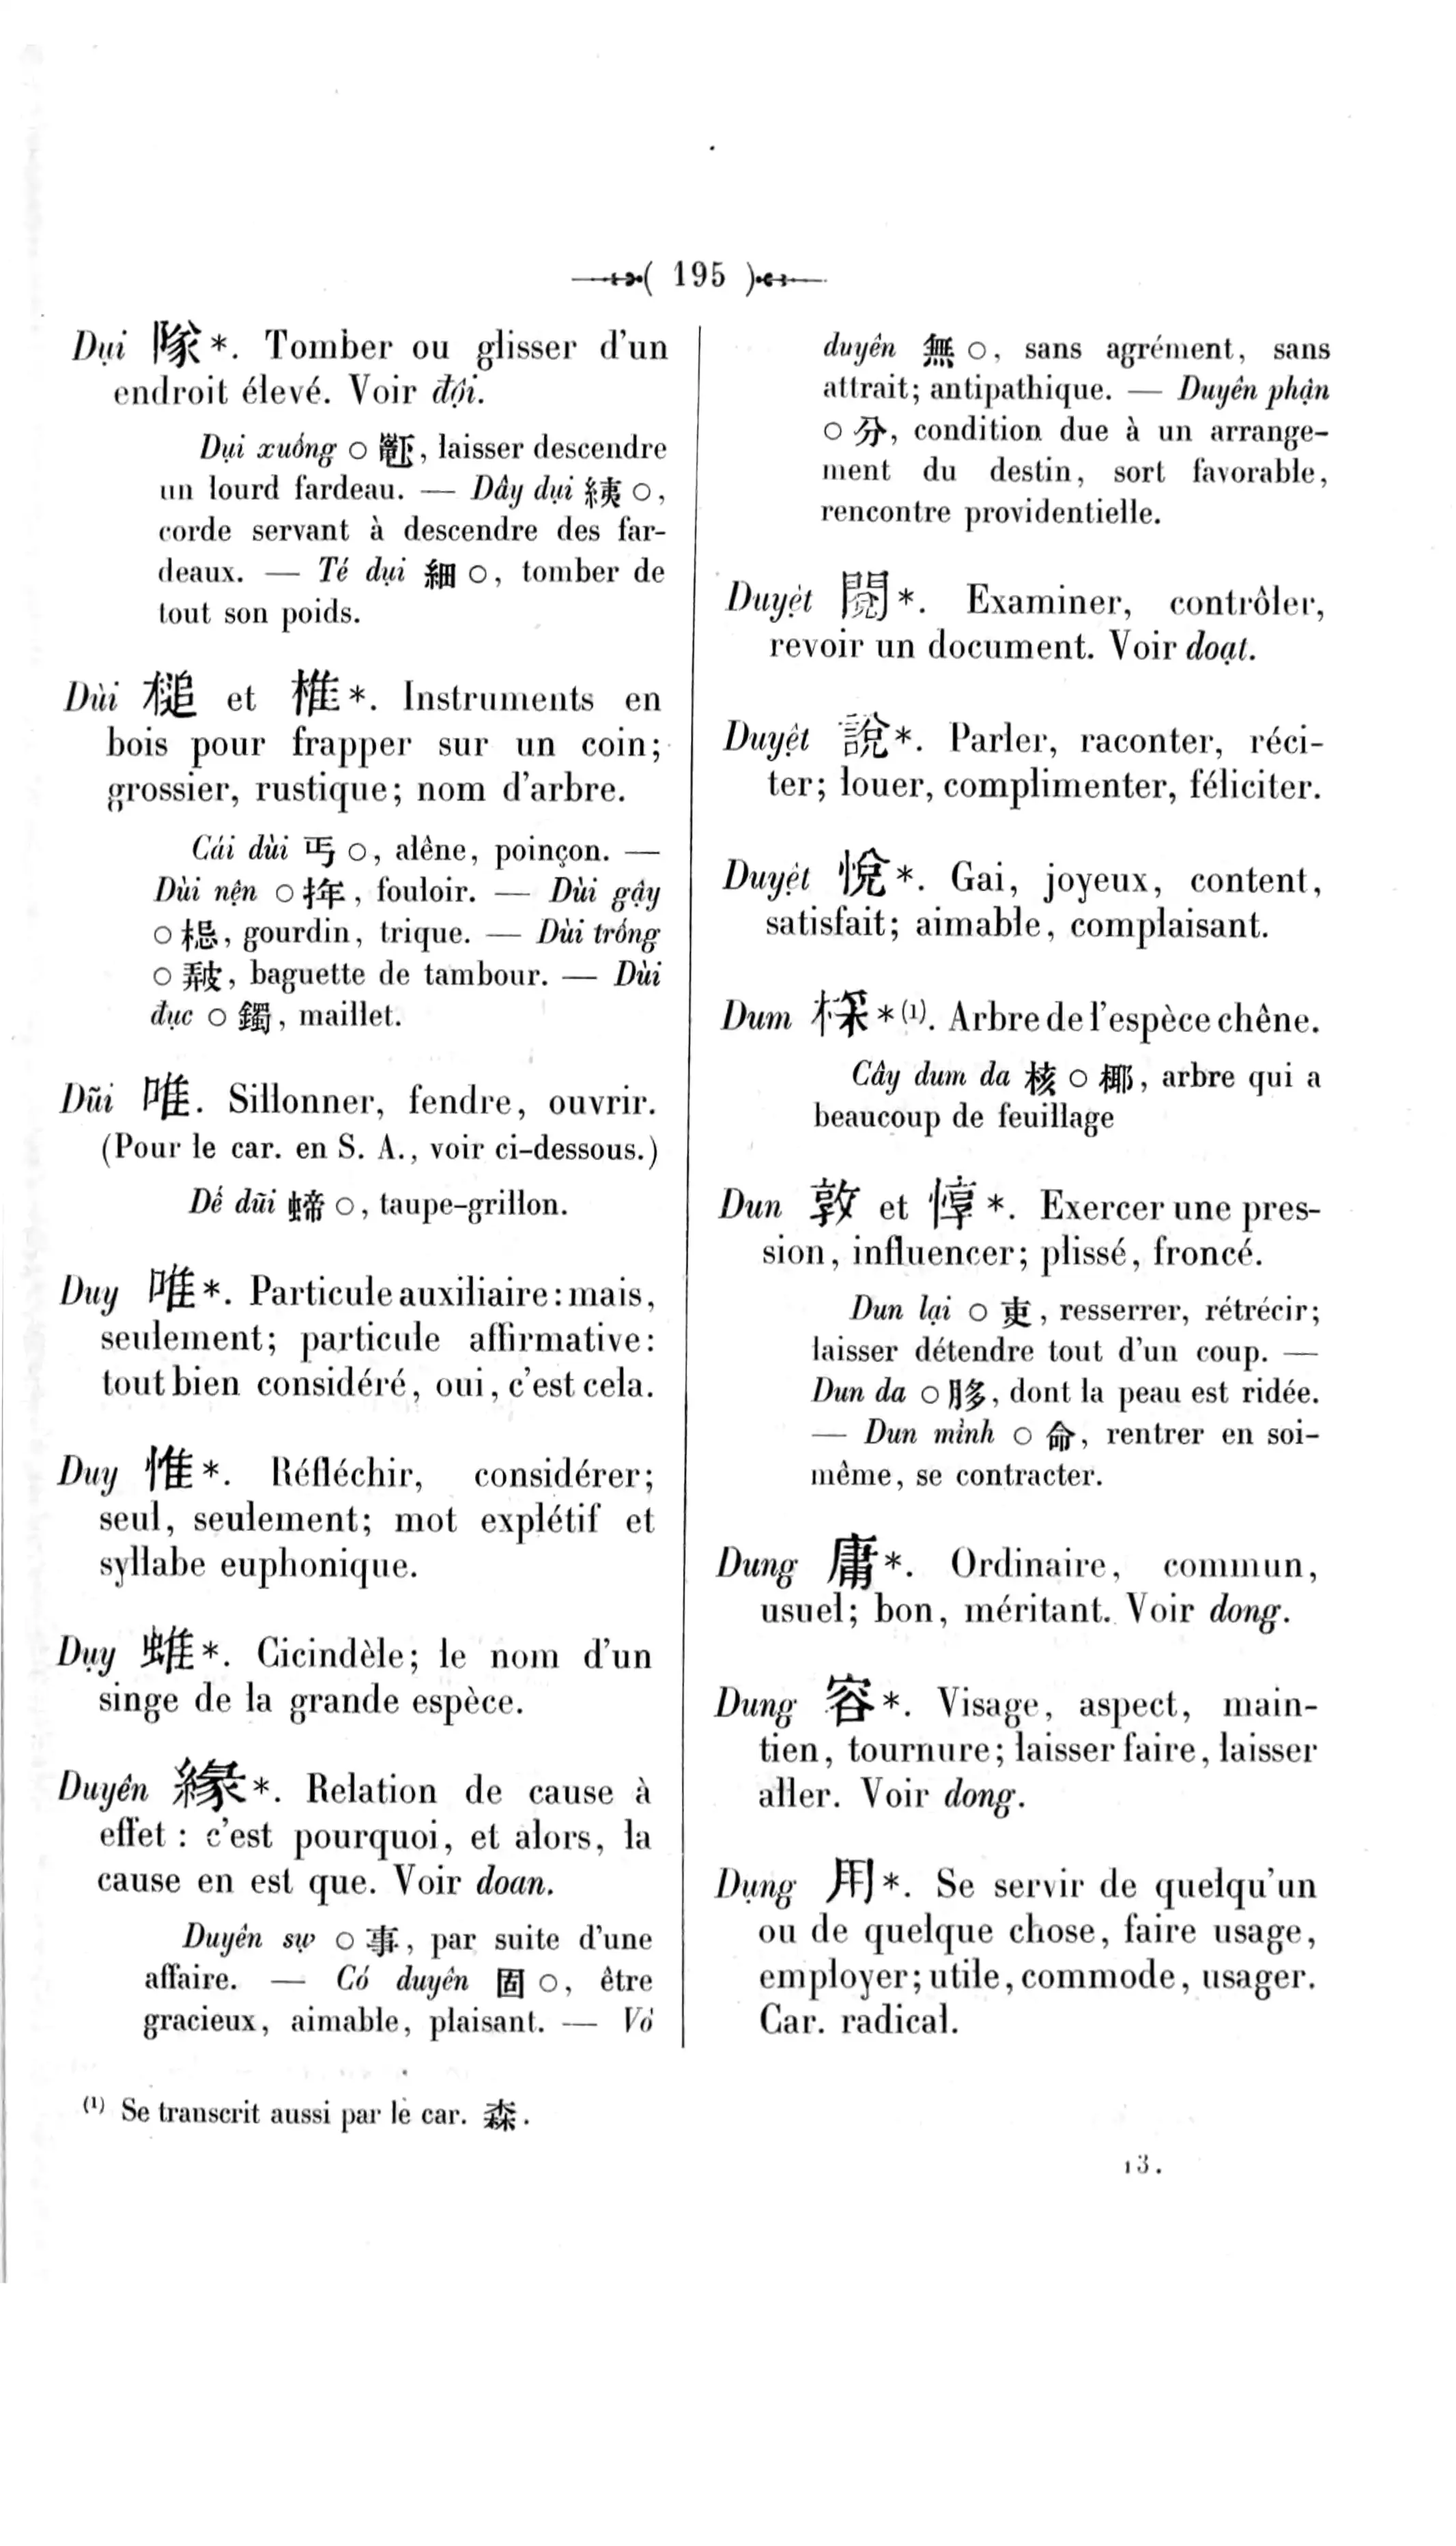 ( 195 )
Dụi 隊 *. Tomber ou glisser d'un
endroit élevé. Voir đội.
Dụi xuống ○, laisser descendre
un lourd fardeau. — Dây dụi ○,
corde servant à descendre des far-
deaux. — Té dụi 細 ○, tomber de
tout son poids.
Dùi 槌 et 椎 *. Instruments en
bois pour frapper sur un coin;
grossier, rustique; nom d'arbre.
Cái dùi 丐 ○, alêne, poinçon. —
Dùi nện ○, fouloir. — Dùi gậy
○, gourdin, trique. — Dùi trống
○, baguette de tambour. — Dùi
đục ○ 鐲, maillet.
Dũi 唯. Sillonner, fendre, ouvrir.
(Pour le car. en S. A., voir ci-dessous.)
Dế dũi 蝭 ○, taupe-grillon.
Duy 唯 *. Particule auxiliaire : mais,
seulement; particule affirmative :
tout bien considéré, oui, c'est cela.
Duy 惟 *. Réfléchir, considérer;
seul, seulement; mot explétif et
syllabe euphonique.
Dụy 蜼 *. Cicindèle; le nom d'un
singe de la grande espèce.
Duyên 緣 *. Relation de cause à
effet : c'est pourquoi, et alors, la
cause en est que. Voir doan.
Duyên sự ○ 事, par suite d'une
affaire. — Có duyên 固 ○, être
gracieux, aimable, plaisant. — Vô
duyên 無 ○, sans agrément, sans
attrait; antipathique. — Duyên phận
○ 分, condition due à un arrange-
ment du destin, sort favorable,
rencontre providentielle.
Duyệt 閱 *. Examiner, contrôler,
revoir un document. Voir doạt.
Duyệt 說 *. Parler, raconter, réci-
ter; louer, complimenter, féliciter.
Duyệt 悅 *. Gai, joyeux, content,
satisfait; aimable, complaisant.
Dum 棎 * (1). Arbre de l'espèce chêne.
Cây dum da 核 ○ 椰, arbre qui a
beaucoup de feuillage
Dun 敦 et 惇 *. Exercer une pres-
sion, influencer; plissé, froncé.
Dun lại ○ 吏, resserrer, rétrécir;
laisser détendre tout d'un coup. —
Dun da ○, dont la peau est ridée.
— Dun mình ○ 命, rentrer en soi-
même, se contracter.
Dung 庸 *. Ordinaire, commun,
usuel; bon, méritant. Voir dong.
Dung 容 *. Visage, aspect, main-
tien, tournure; laisser faire, laisser
aller. Voir dong.
Dụng 用 *. Se servir de quelqu'un
ou de quelque chose, faire usage,
employer; utile, commode, usager.
Car. radical.
(1) Se transcrit aussi par le car. 森.
13.